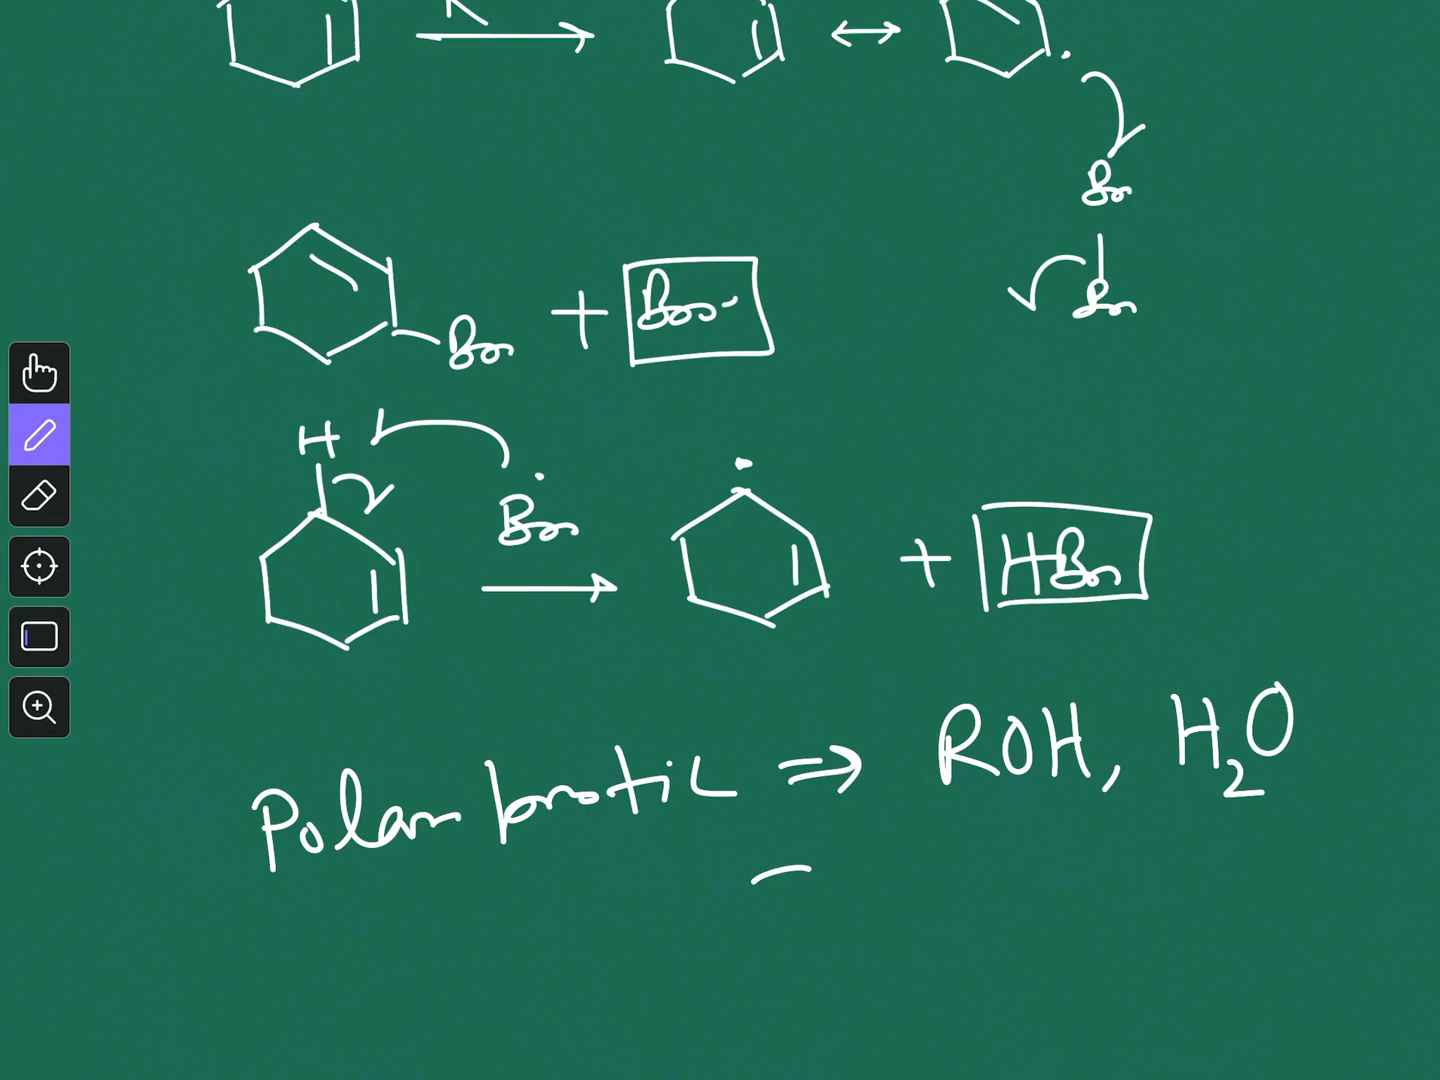 Br
Br
Br + Br·
H
Br
+ HBr
Polar protic ⇒ ROH, H₂O